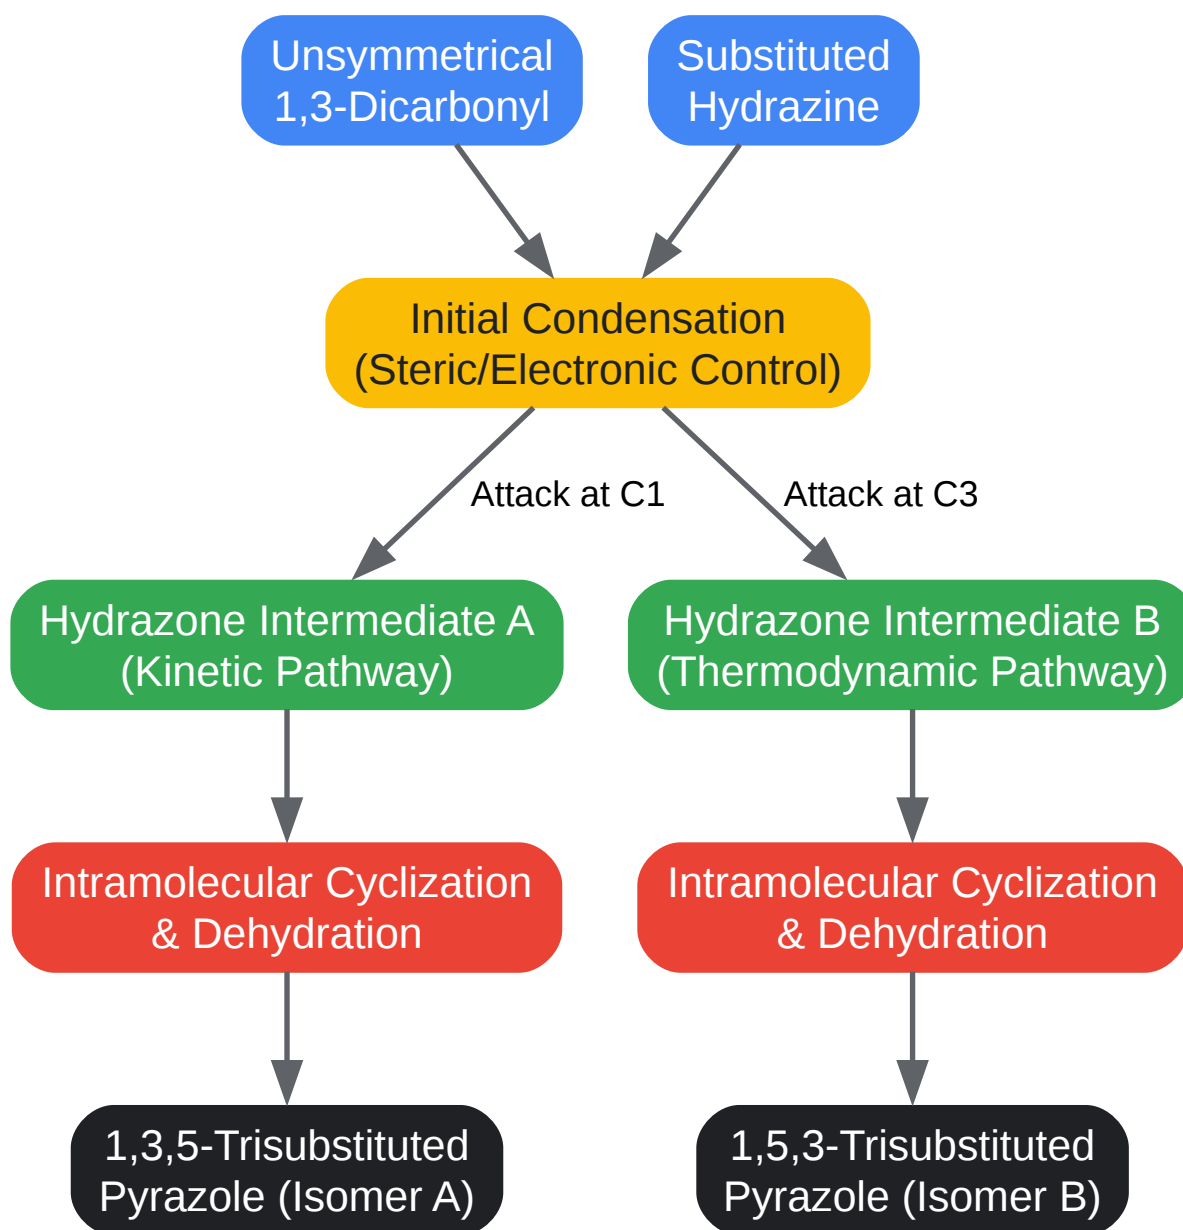 Unsymmetrical
1,3-Dicarbonyl
Substituted
Hydrazine
Initial Condensation
(Steric/Electronic Control)
Attack at C1
Attack at C3
Hydrazone Intermediate A
(Kinetic Pathway)
Hydrazone Intermediate B
(Thermodynamic Pathway)
Intramolecular Cyclization
& Dehydration
Intramolecular Cyclization
& Dehydration
1,3,5-Trisubstituted
Pyrazole (Isomer A)
1,5,3-Trisubstituted
Pyrazole (Isomer B)